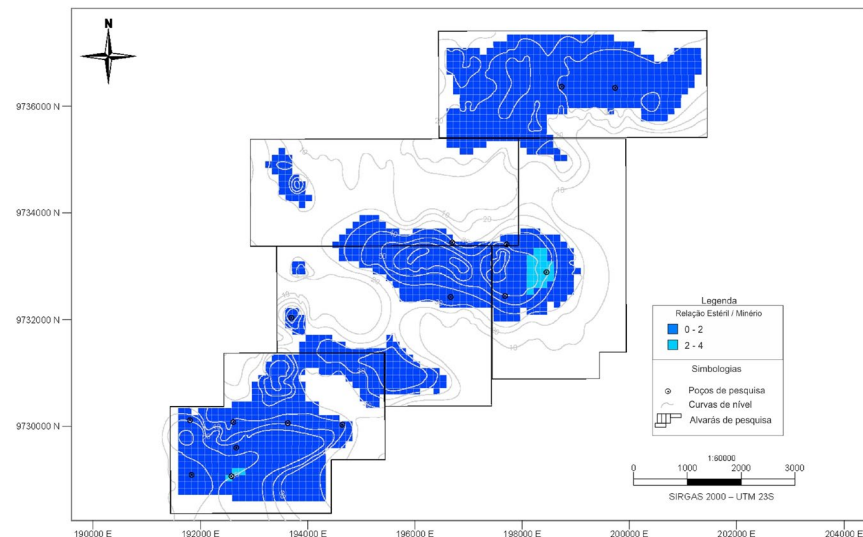 N
9736000 N
9734000 N
9732000 N
9730000 N
Legenda
Relação Estéril / Minério
0 - 2
2 - 4
Simbologias
Poços de pesquisa
Curvas de nível
Alvarás de pesquisa
1:60000
0 1000 2000 3000
SIRGAS 2000 – UTM 23S
190000 E 192000 E 194000 E 196000 E 198000 E 200000 E 202000 E 204000 E